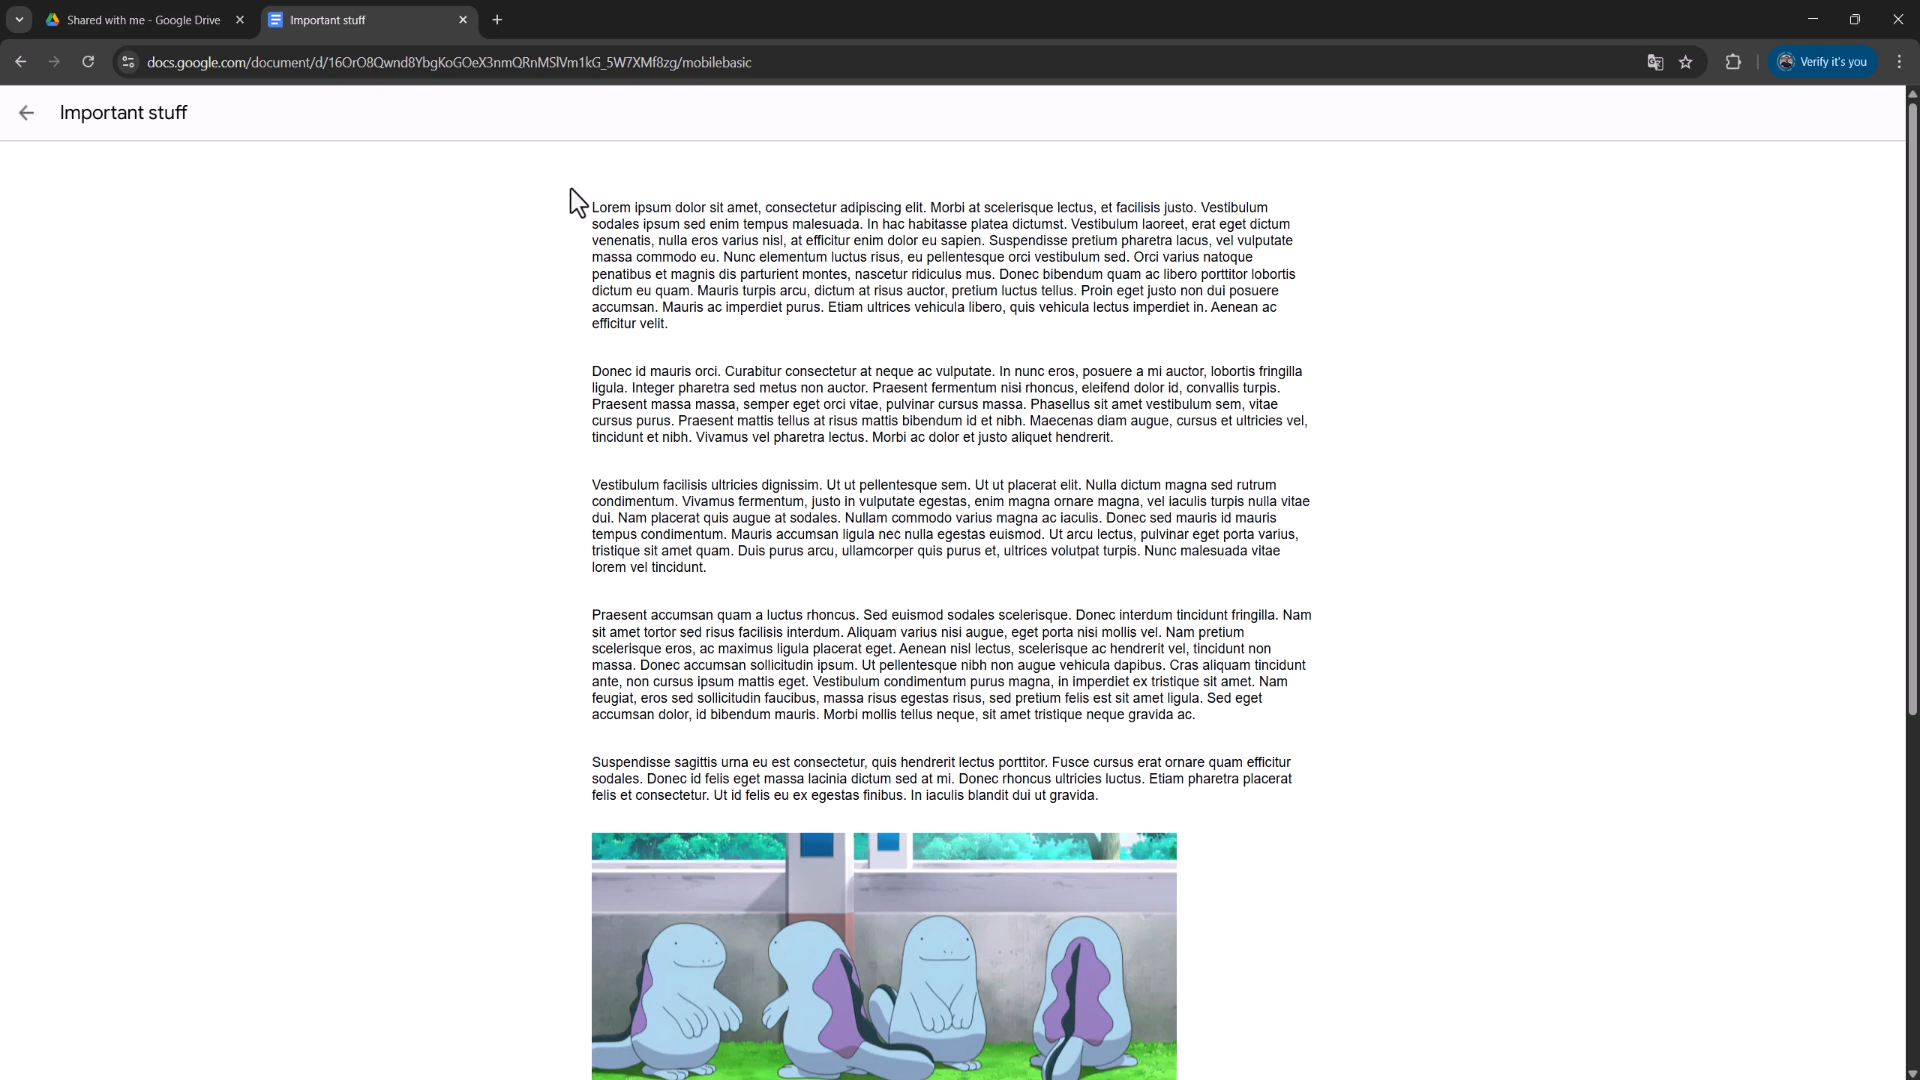 Shared with me - Google Drive
Important stuff
docs.google.com/document/d/16OrO8Qwnd8YbgKoGOeX3nmQRnMSlVm1kG_5W7XMf8zg/mobilebasic
Verify it's you
Important stuff
Lorem ipsum dolor sit amet, consectetur adipiscing elit. Morbi at scelerisque lectus, et facilisis justo. Vestibulum
sodales ipsum sed enim tempus malesuada. In hac habitasse platea dictumst. Vestibulum laoreet, erat eget dictum
venenatis, nulla eros varius nisl, at efficitur enim dolor eu sapien. Suspendisse pretium pharetra lacus, vel vulputate
massa commodo eu. Nunc elementum luctus risus, eu pellentesque orci vestibulum sed. Orci varius natoque
penatibus et magnis dis parturient montes, nascetur ridiculus mus. Donec bibendum quam ac libero porttitor lobortis
dictum eu quam. Mauris turpis arcu, dictum at risus auctor, pretium luctus tellus. Proin eget justo non dui posuere
accumsan. Mauris ac imperdiet purus. Etiam ultrices vehicula libero, quis vehicula lectus imperdiet in. Aenean ac
efficitur velit.
Donec id mauris orci. Curabitur consectetur at neque ac vulputate. In nunc eros, posuere a mi auctor, lobortis fringilla
ligula. Integer pharetra sed metus non auctor. Praesent fermentum nisi rhoncus, eleifend dolor id, convallis turpis.
Praesent massa massa, semper eget orci vitae, pulvinar cursus massa. Phasellus sit amet vestibulum sem, vitae
cursus purus. Praesent mattis tellus at risus mattis bibendum id et nibh. Maecenas diam augue, cursus et ultricies vel,
tincidunt et nibh. Vivamus vel pharetra lectus. Morbi ac dolor et justo aliquet hendrerit.
Vestibulum facilisis ultricies dignissim. Ut ut pellentesque sem. Ut ut placerat elit. Nulla dictum magna sed rutrum
condimentum. Vivamus fermentum, justo in vulputate egestas, enim magna ornare magna, vel iaculis turpis nulla vitae
dui. Nam placerat quis augue at sodales. Nullam commodo varius magna ac iaculis. Donec sed mauris id mauris
tempus condimentum. Mauris accumsan ligula nec nulla egestas euismod. Ut arcu lectus, pulvinar eget porta varius,
tristique sit amet quam. Duis purus arcu, ullamcorper quis purus et, ultrices volutpat turpis. Nunc malesuada vitae
lorem vel tincidunt.
Praesent accumsan quam a luctus rhoncus. Sed euismod sodales scelerisque. Donec interdum tincidunt fringilla. Nam
sit amet tortor sed risus facilisis interdum. Aliquam varius nisi augue, eget porta nisi mollis vel. Nam pretium
scelerisque eros, ac maximus ligula placerat eget. Aenean nisl lectus, scelerisque ac hendrerit vel, tincidunt non
massa. Donec accumsan sollicitudin ipsum. Ut pellentesque nibh non augue vehicula dapibus. Cras aliquam tincidunt
ante, non cursus ipsum mattis eget. Vestibulum condimentum purus magna, in imperdiet ex tristique sit amet. Nam
feugiat, eros sed sollicitudin faucibus, massa risus egestas risus, sed pretium felis est sit amet ligula. Sed eget
accumsan dolor, id bibendum mauris. Morbi mollis tellus neque, sit amet tristique neque gravida ac.
Suspendisse sagittis urna eu est consectetur, quis hendrerit lectus porttitor. Fusce cursus erat ornare quam efficitur
sodales. Donec id felis eget massa lacinia dictum sed at mi. Donec rhoncus ultricies luctus. Etiam pharetra placerat
felis et consectetur. Ut id felis eu ex egestas finibus. In iaculis blandit dui ut gravida.